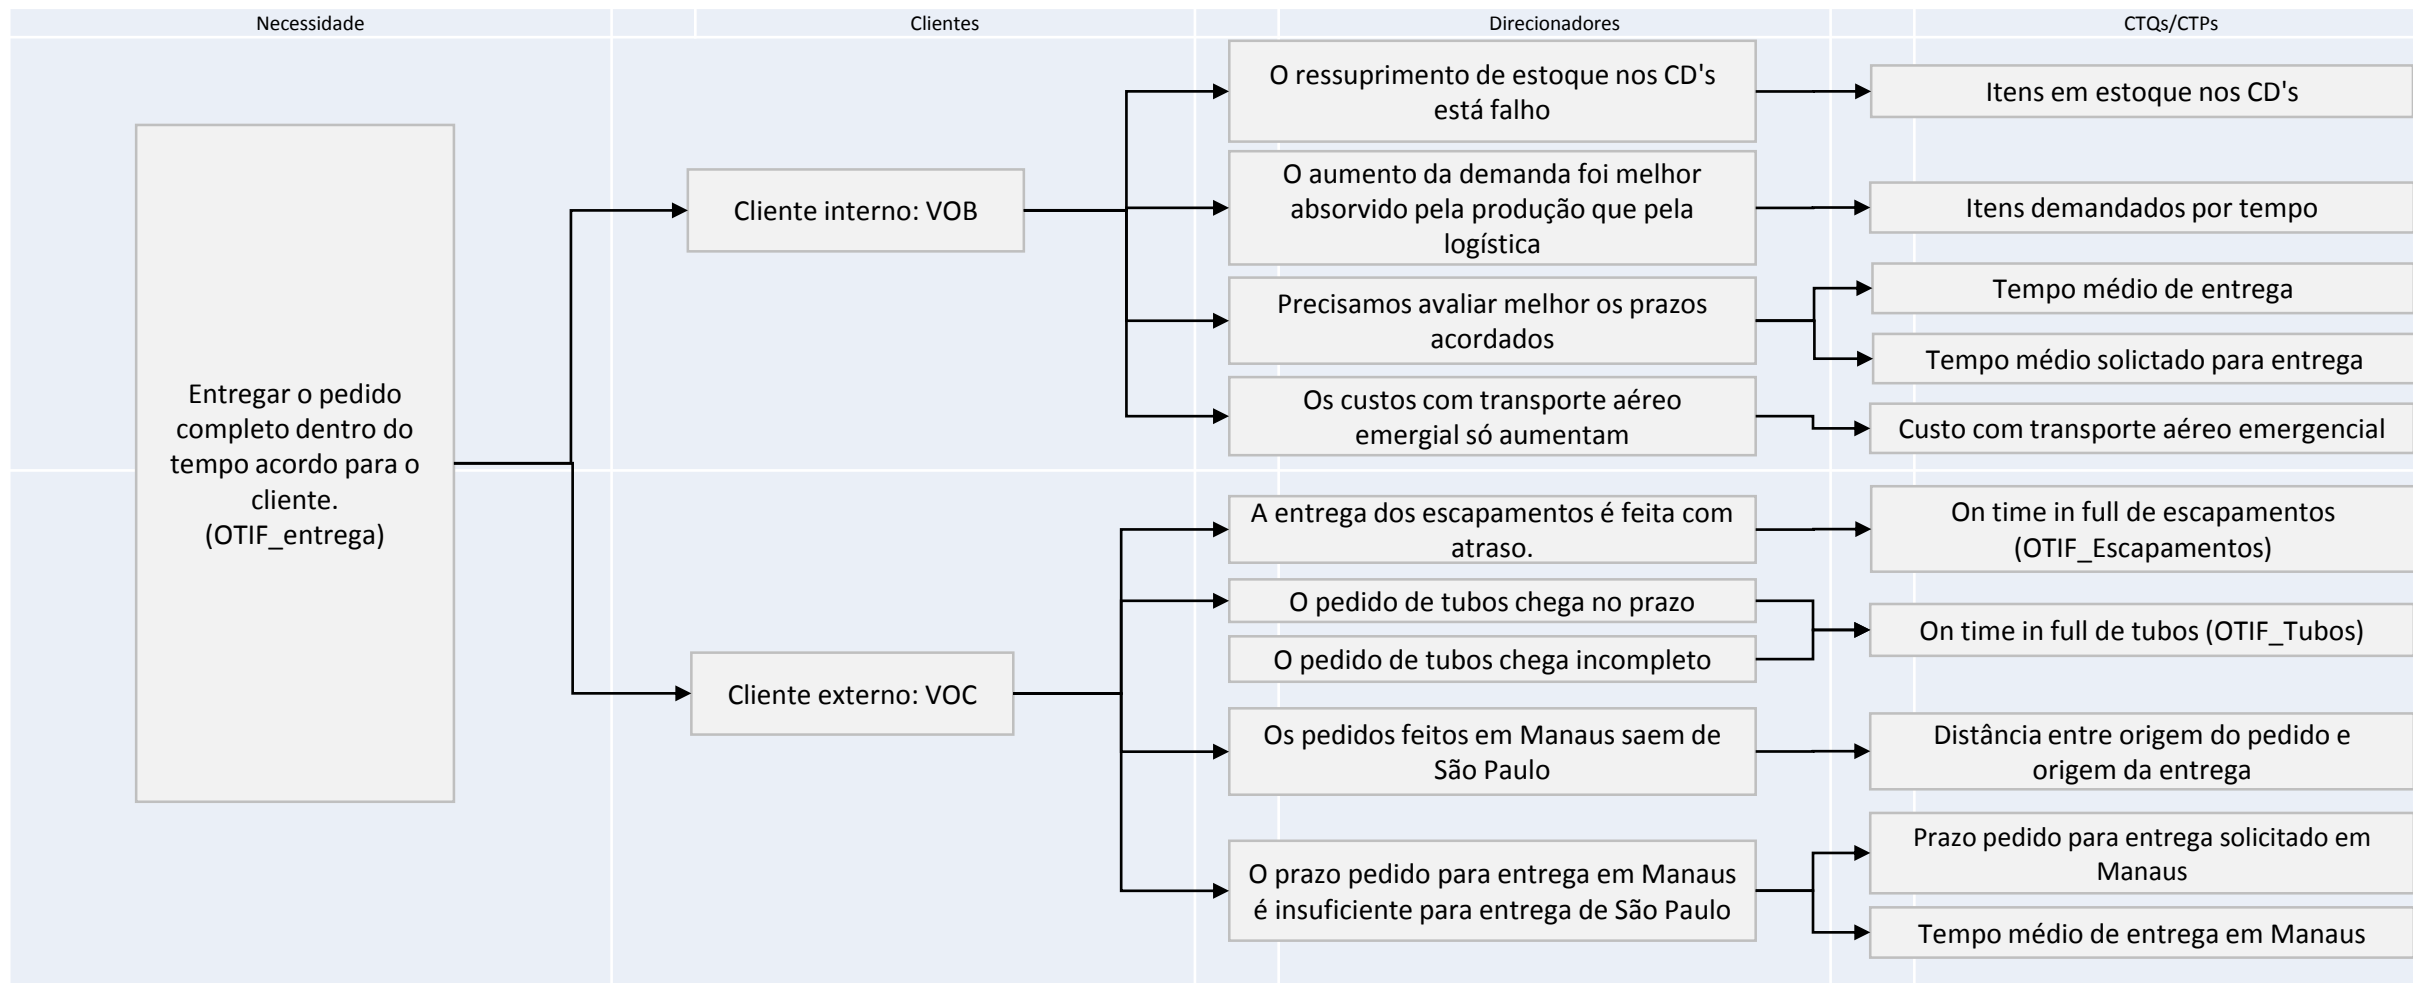 Necessidade
Clientes
Direcionadores
CTQs/CTPs
Entregar o pedido
completo dentro do
tempo acordo para o
cliente.
(OTIF_entrega)
Cliente interno: VOB
Cliente externo: VOC
O ressuprimento de estoque nos CD's
está falho
O aumento da demanda foi melhor
absorvido pela produção que pela
logística
Precisamos avaliar melhor os prazos
acordados
Os custos com transporte aéreo
emergial só aumentam
A entrega dos escapamentos é feita com
atraso.
O pedido de tubos chega no prazo
O pedido de tubos chega incompleto
Os pedidos feitos em Manaus saem de
São Paulo
O prazo pedido para entrega em Manaus
é insuficiente para entrega de São Paulo
Itens em estoque nos CD's
Itens demandados por tempo
Tempo médio de entrega
Tempo médio solictado para entrega
Custo com transporte aéreo emergencial
On time in full de escapamentos
(OTIF_Escapamentos)
On time in full de tubos (OTIF_Tubos)
Distância entre origem do pedido e
origem da entrega
Prazo pedido para entrega solicitado em
Manaus
Tempo médio de entrega em Manaus